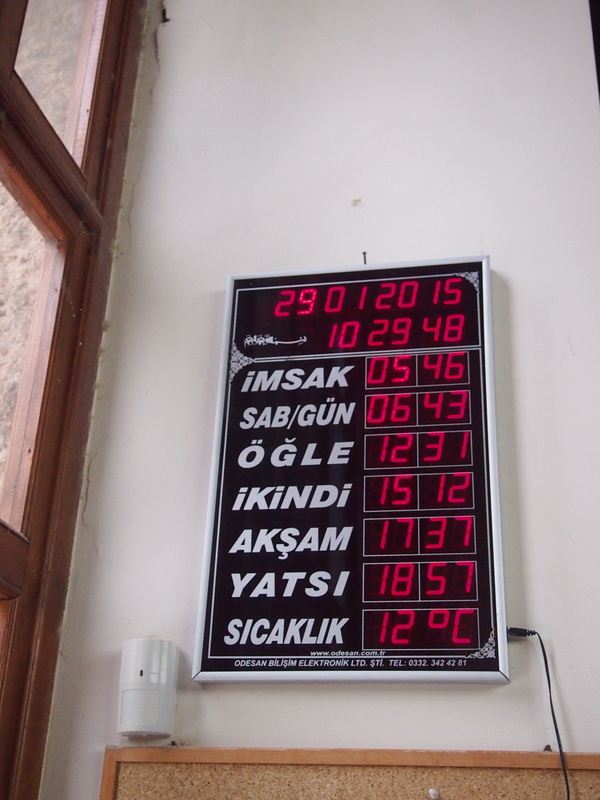 29 01 2015
10 29 48
İMSAK 05 46
SAB/GÜN 06 43
ÖĞLE 12 31
İKİNDİ 15 12
AKŞAM 17 37
YATSI 18 57
SICAKLIK 12 °C
www.odesan.com.tr
ODESAN BİLİŞİM ELEKTRONİK LTD. ŞTİ. TEL: 0332. 342 42 81